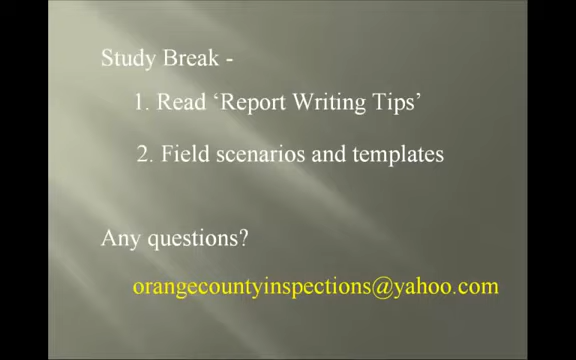 Study Break -
1. Read ‘Report Writing Tips’
2. Field scenarios and templates
Any questions?
orangecountyinspections@yahoo.com